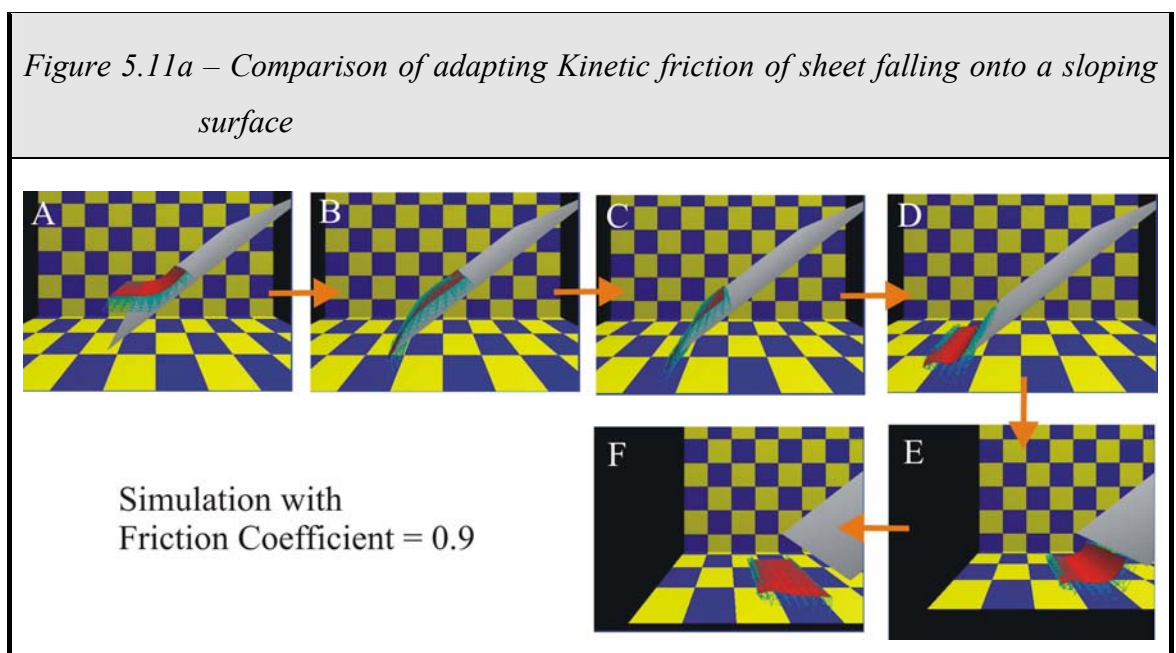 Figure 5.11a – Comparison of adapting Kinetic friction of sheet falling onto a sloping
surface
A
B
C
D
F
E
Simulation with
Friction Coefficient = 0.9